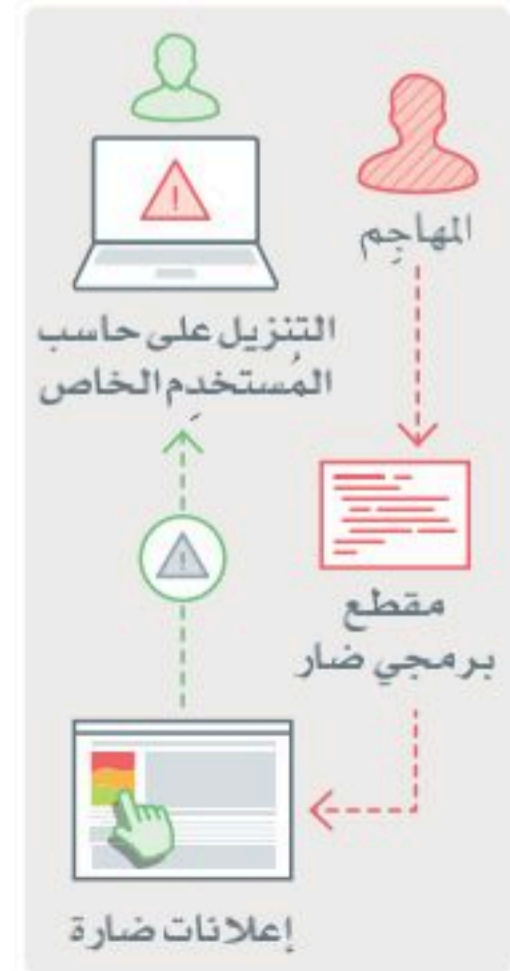 المهاجِم
التنزيل على حاسب
المُستخدِم الخاص
مقطع
برمجي ضار
إعلانات ضارة